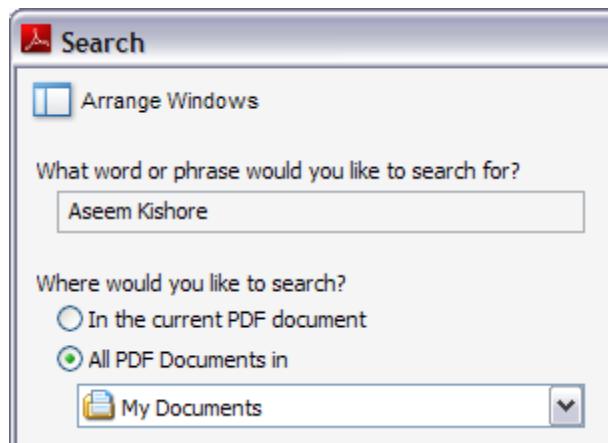 Search
Arrange Windows
What word or phrase would you like to search for?
Aseem Kishore
Where would you like to search?
In the current PDF document
All PDF Documents in
My Documents